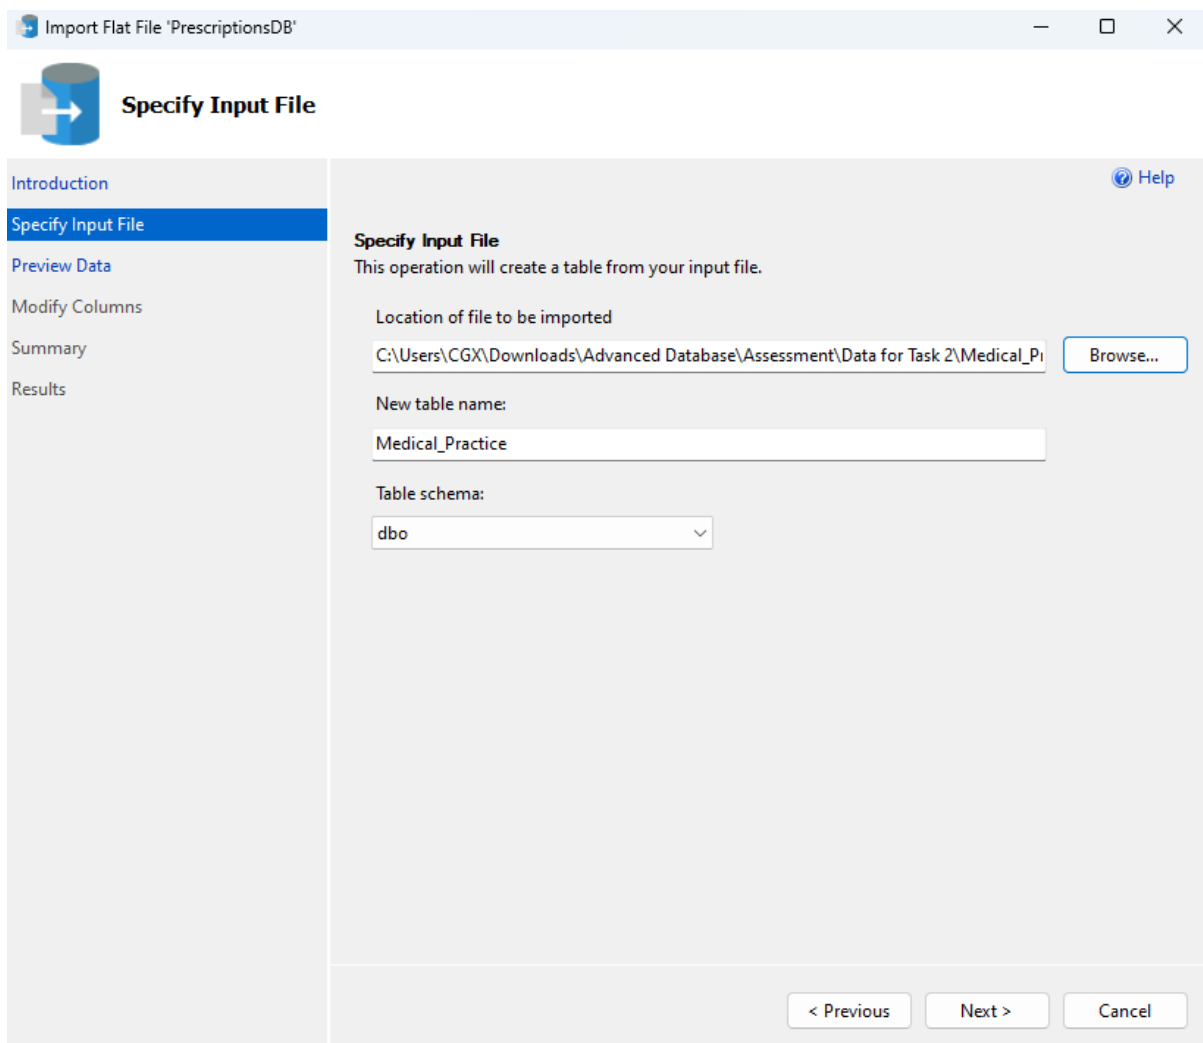 Import Flat File 'PrescriptionsDB'
Specify Input File
Introduction
Help
Specify Input File
Specify Input File
Preview Data
This operation will create a table from your input file.
Modify Columns
Location of file to be imported
Summary
C:\Users\CGX\Downloads\Advanced Database\Assessment\Data for Task 2\Medical_Pr
Browse...
Results
New table name:
Medical_Practice
Table schema:
dbo
< Previous
Next >
Cancel